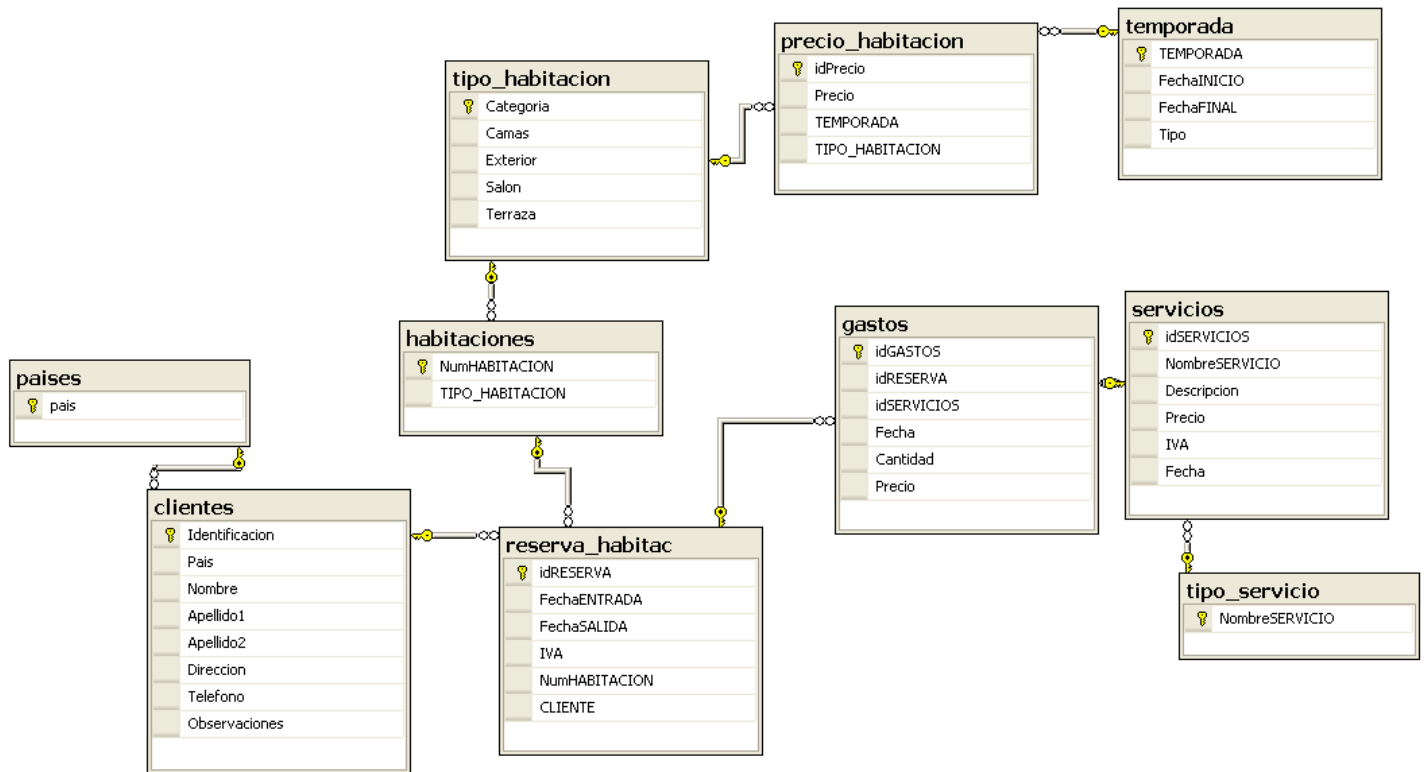 tipo_habitacion
Categoria
Camas
Exterior
Salon
Terraza
precio_habitacion
idPrecio
Precio
TEMPORADA
TIPO_HABITACION
temporada
TEMPORADA
FechaINICIO
FechaFINAL
Tipo
habitaciones
NumHABITACION
TIPO_HABITACION
paises
pais
clientes
Identificacion
Pais
Nombre
Apellido1
Apellido2
Direccion
Telefono
Observaciones
reserva_habitac
idRESERVA
FechaENTRADA
FechaSALIDA
IVA
NumHABITACION
CLIENTE
gastos
idGASTOS
idRESERVA
idSERVICIOS
Fecha
Cantidad
Precio
servicios
idSERVICIOS
NombreSERVICIO
Descripcion
Precio
IVA
Fecha
tipo_servicio
NombreSERVICIO